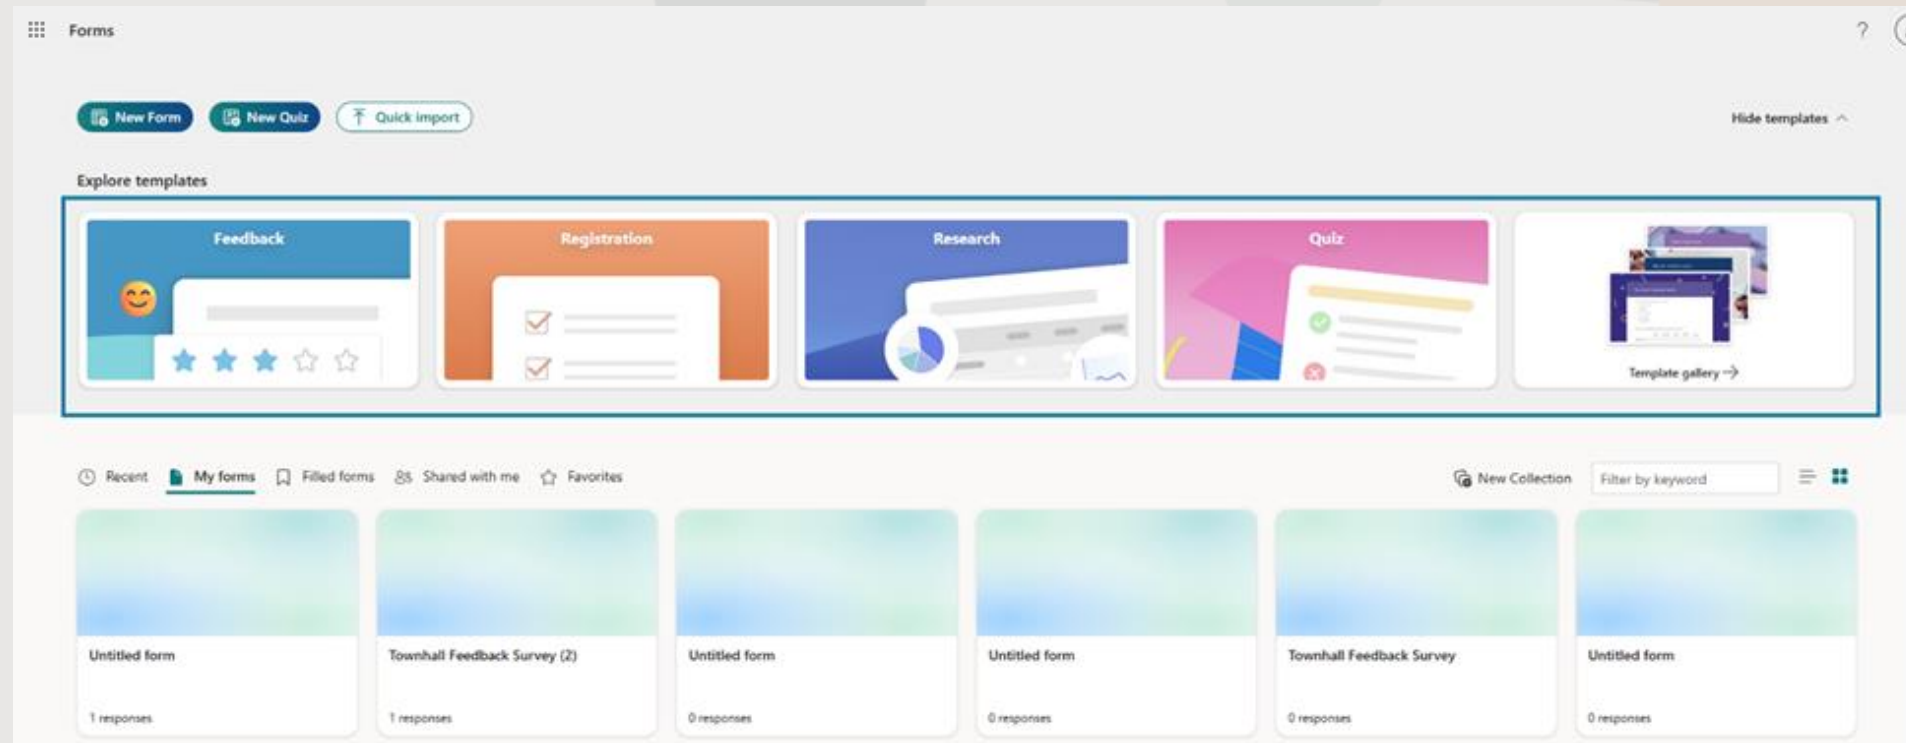 Forms
?
New Form
New Quiz
Quick import
Hide templates
Explore templates
Feedback
Registration
Research
Quiz
Template gallery
Recent
My forms
Filled forms
Shared with me
Favorites
New Collection
Filter by keyword
Untitled form
Townhall Feedback Survey (2)
Untitled form
Untitled form
Townhall Feedback Survey
Untitled form
1 responses
1 responses
0 responses
0 responses
0 responses
0 responses